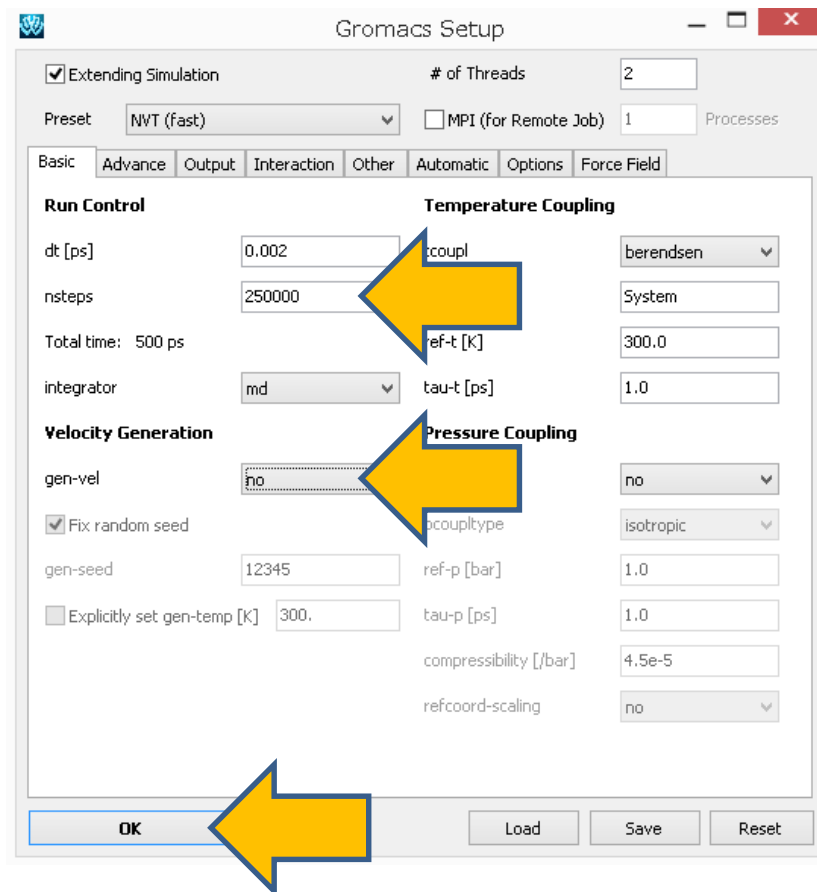 Gromacs Setup
Extending Simulation
# of Threads 2
Preset NVT (fast)
MPI (for Remote Job) 1 Processes
Basic Advance Output Interaction Other Automatic Options Force Field
Run Control
Temperature Coupling
dt [ps] 0.002
berendsen
nsteps 250000
System
Total time: 500 ps
ref-t [K] 300.0
integrator md
tau-t [ps] 1.0
Velocity Generation
Pressure Coupling
gen-vel no
no
Fix random seed
pcoupltype isotropic
gen-seed 12345
ref-p [bar] 1.0
Explicitly set gen-temp [K] 300.
tau-p [ps] 1.0
compressibility [/bar] 4.5e-5
refcoord-scaling no
OK Load Save Reset